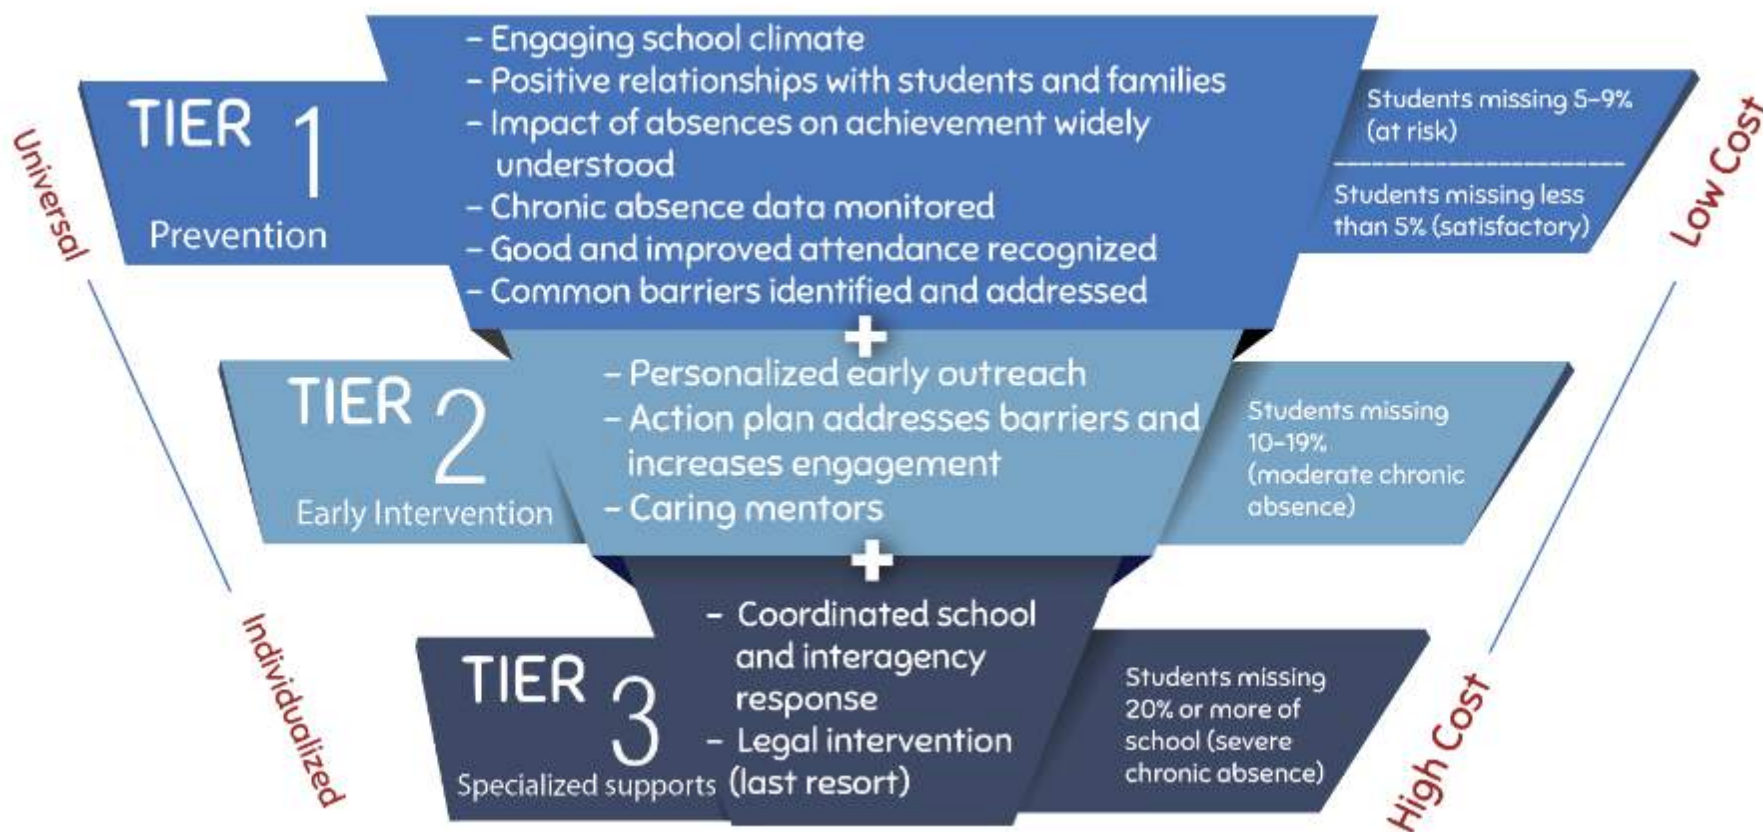 Universal
TIER 1
Prevention
- Engaging school climate
- Positive relationships with students and families
- Impact of absences on achievement widely
understood
- Chronic absence data monitored
- Good and improved attendance recognized
- Common barriers identified and addressed
Students missing 5-9%
(at risk)
Students missing less
than 5% (satisfactory)
Low Cost
+
TIER 2
Early Intervention
- Personalized early outreach
- Action plan addresses barriers and
increases engagement
- Caring mentors
Students missing
10-19%
(moderate chronic
absence)
+
Individualized
TIER 3
Specialized supports
- Coordinated school
and interagency
response
- Legal intervention
(last resort)
Students missing
20% or more of
school (severe
chronic absence)
High Cost